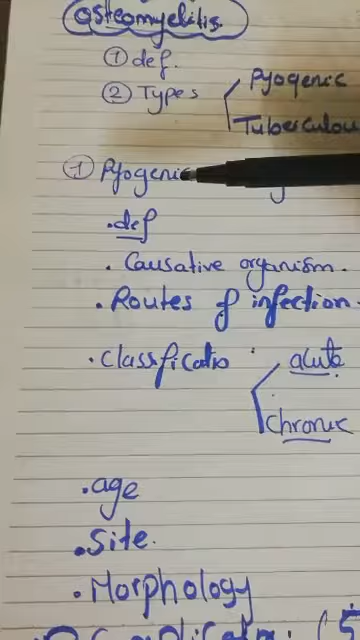 Osteomyelitis.
① def.
② Types Pyogenic
Tuberculous
① Pyogenic
. def
. Causative organism.
. Routes of infection.
. Classificatio : acute
chronic
. age
. Site.
. Morphology